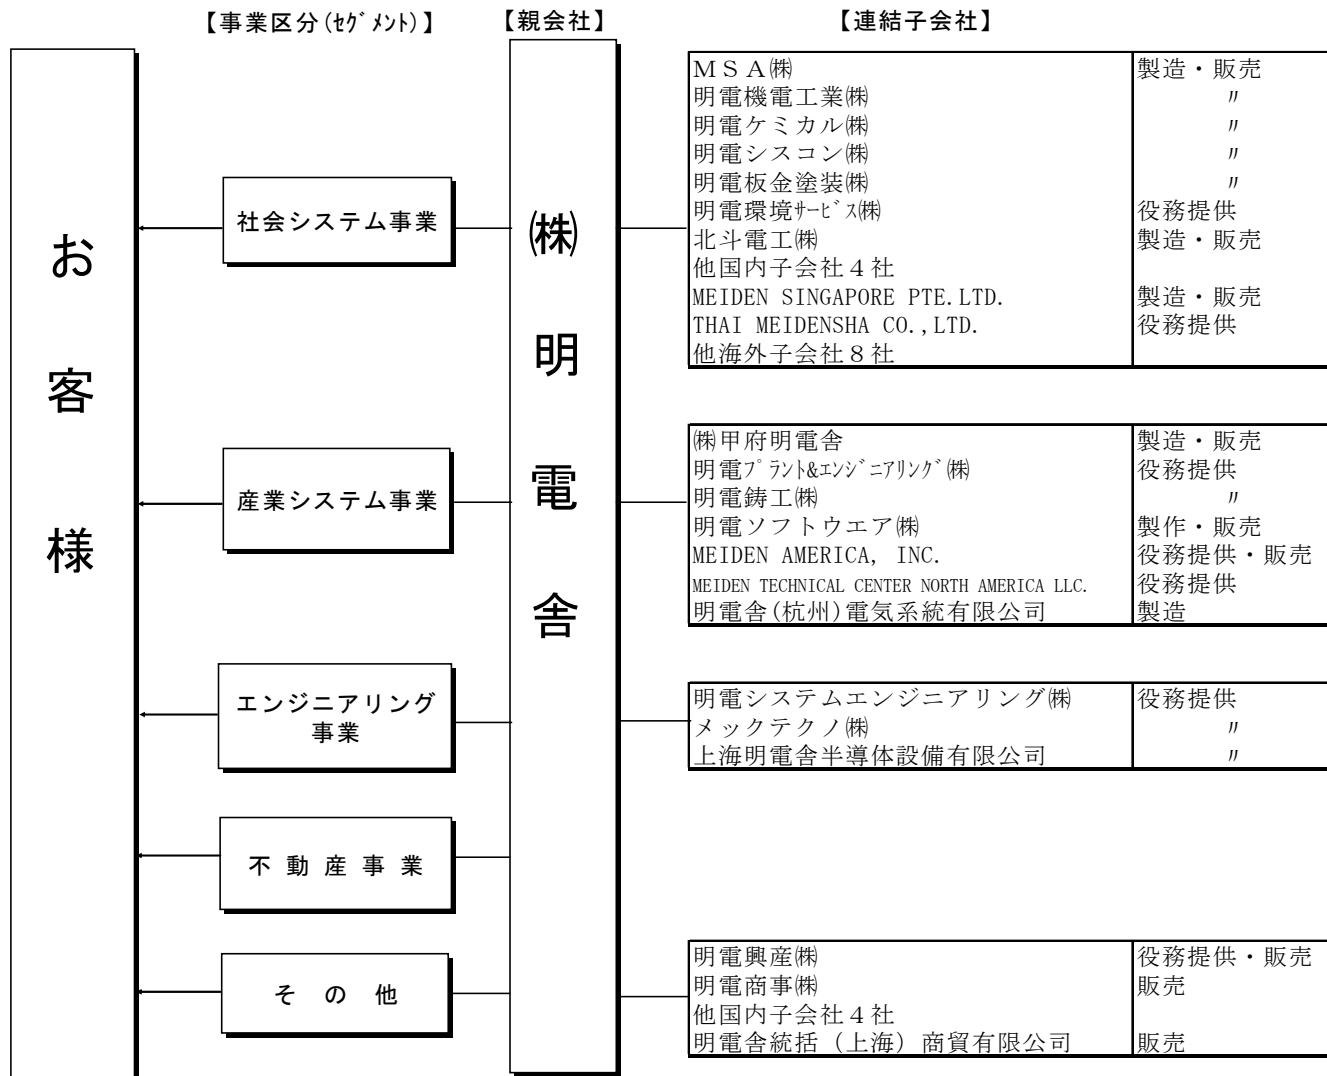 【事業区分(ｾｸﾞﾒﾝﾄ)】
【親会社】
【連結子会社】
お客様
社会システム事業
産業システム事業
エンジニアリング
事業
不動産事業
その他
㈱明電舎
ＭＳＡ㈱ 製造・販売
明電機電工業㈱ 〃
明電ケミカル㈱ 〃
明電シスコン㈱ 〃
明電板金塗装㈱ 〃
明電環境ｻｰﾋﾞｽ㈱ 役務提供
北斗電工㈱ 製造・販売
他国内子会社４社
MEIDEN SINGAPORE PTE.LTD. 製造・販売
THAI MEIDENSHA CO.,LTD. 役務提供
他海外子会社８社
㈱甲府明電舎 製造・販売
明電ﾌﾟﾗﾝﾄ&ｴﾝｼﾞﾆｱﾘﾝｸﾞ㈱ 役務提供
明電鋳工㈱ 〃
明電ソフトウエア㈱ 製作・販売
MEIDEN AMERICA, INC. 役務提供・販売
MEIDEN TECHNICAL CENTER NORTH AMERICA LLC. 役務提供
明電舎(杭州)電気系統有限公司 製造
明電システムエンジニアリング㈱ 役務提供
メックテクノ㈱ 〃
上海明電舎半導体設備有限公司 〃
明電興産㈱ 役務提供・販売
明電商事㈱ 販売
他国内子会社４社
明電舎統括（上海）商貿有限公司 販売